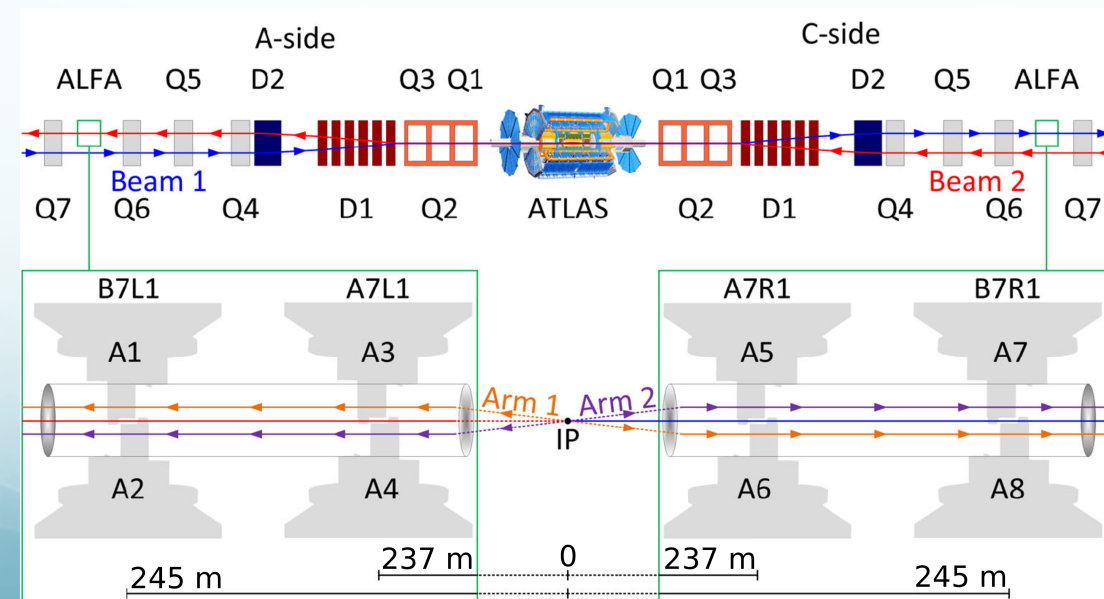 A-side C-side
ALFA Q5 D2 Q3 Q1 Q1 Q3 D2 Q5 ALFA
Beam 1 Beam 2
Q7 Q6 Q4 D1 Q2 ATLAS Q2 D1 Q4 Q6 Q7
B7L1 A7L1 A7R1 B7R1
A1 A3 A5 A7
Arm 1 Arm 2
IP
A2 A4 A6 A8
237 m 0 237 m
245 m 245 m